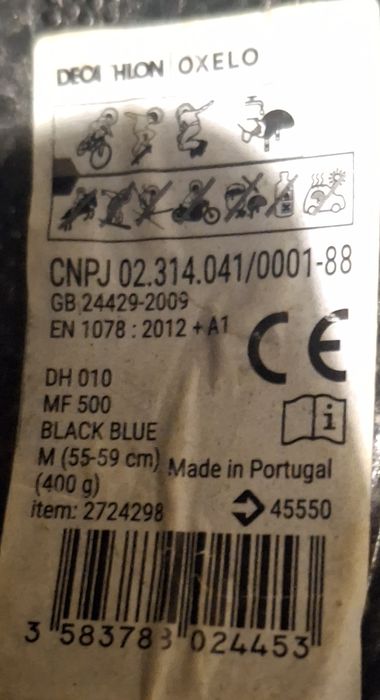 DECATHLON | OXELO
CNPJ 02.314.041/0001-88
GB 24429-2009
EN 1078 : 2012 + A1
CE
DH 010
MF 500
BLACK BLUE
M (55-59 cm)
(400 g)
Made in Portugal
item: 2724298
45550
3 583788 024453